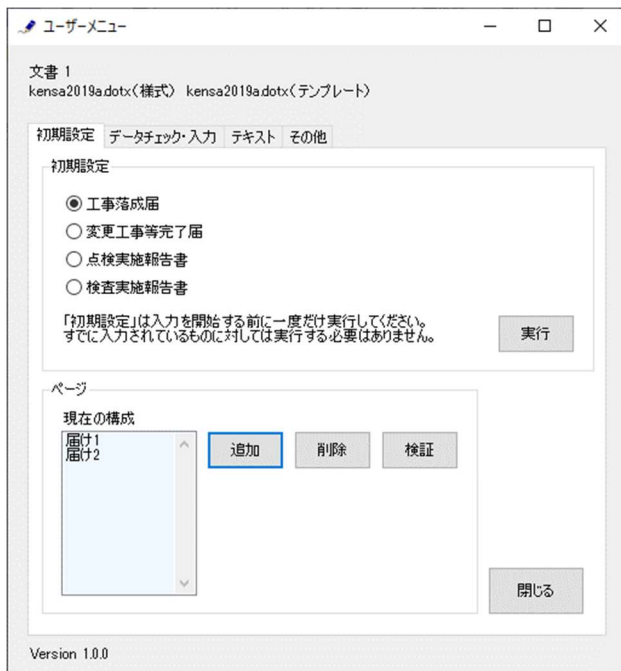 ユーザーメニュー
文書 1
kensa2019a.dotx(様式) kensa2019a.dotx(テンプレート)
初期設定 データチェック・入力 テキスト その他
初期設定
工事落成届
変更工事等完了届
点検実施報告書
検査実施報告書
「初期設定」は入力を開始する前に一度だけ実行してください。
すでに入力されているものに対しては実行する必要はありません。
実行
ページ
現在の構成
届け1
届け2
追加 削除 検証
閉じる
Version 1.0.0